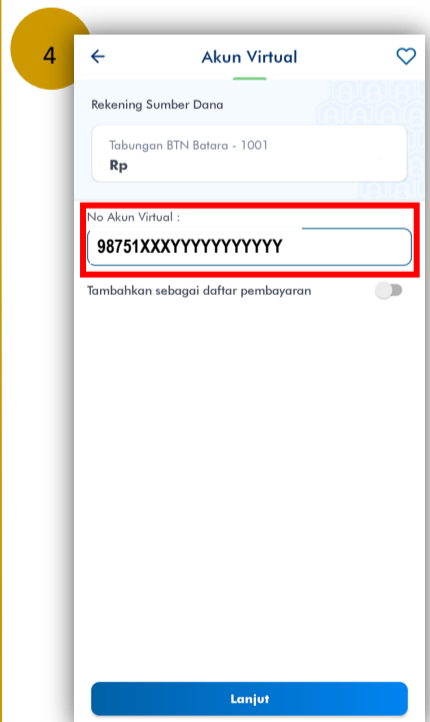 4
Akun Virtual
Rekening Sumber Dana
Tabungan BTN Batara - 1001
Rp
No Akun Virtual :
98751XXXYYYYYYYYYYY
Tambahkan sebagai daftar pembayaran
Lanjut